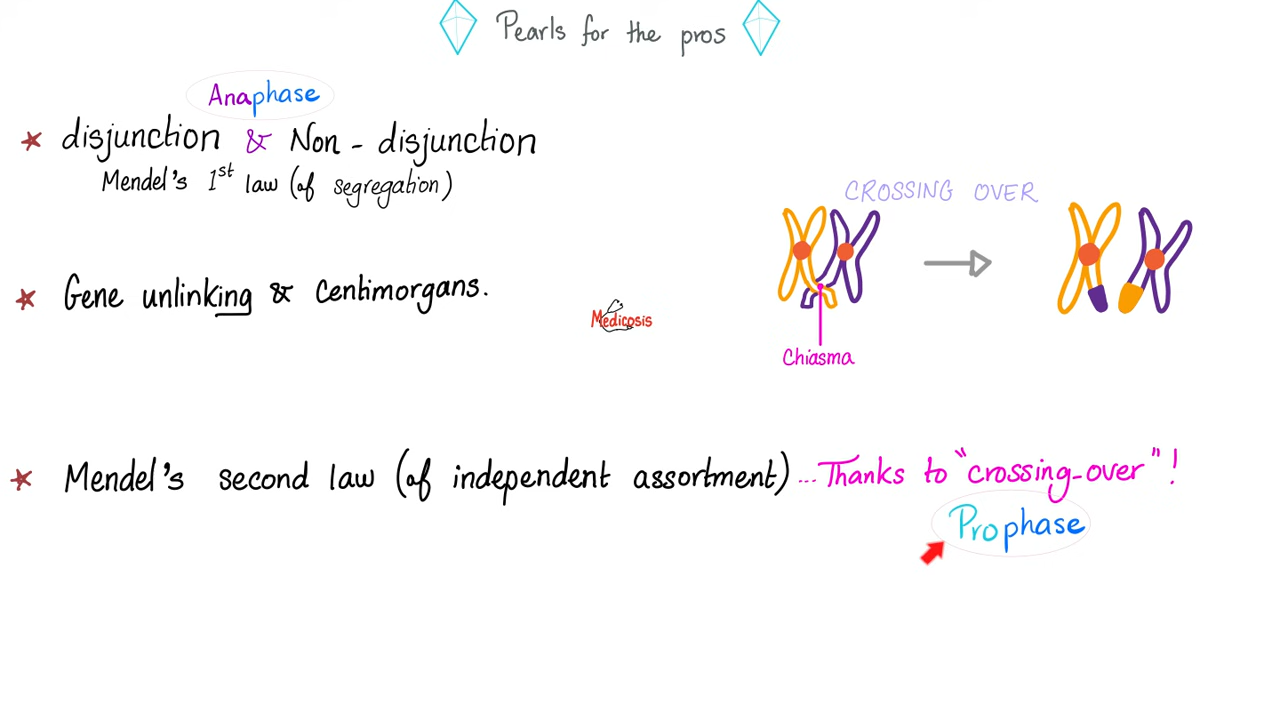 Pearls for the pros
Anaphase
disjunction & Non-disjunction
Mendel's 1st law (of segregation)
CROSSING OVER
Gene unlinking & Centimorgans.
Medicosis
Chiasma
Mendel's second law (of independent assortment)...Thanks to "crossing-over"!
Prophase